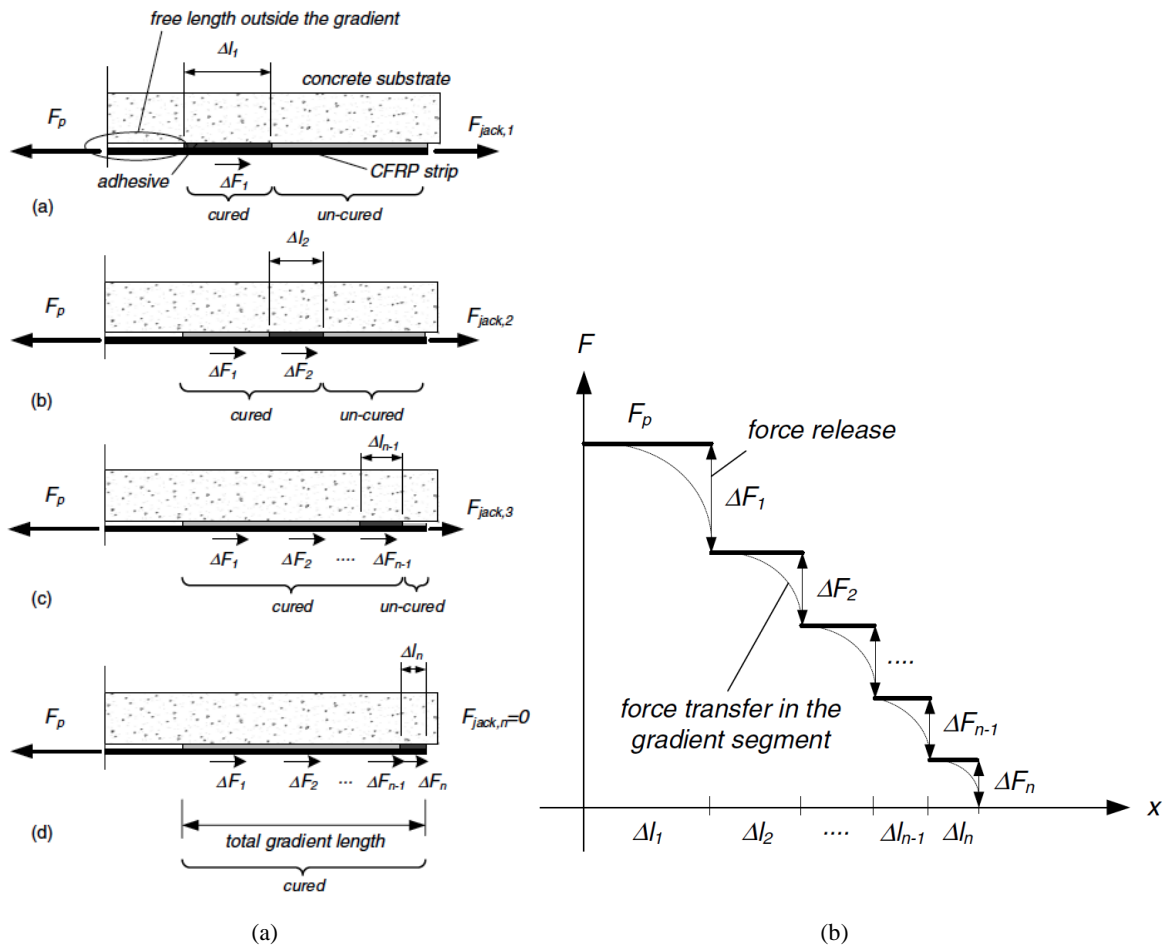 free length outside the gradient
Δl1
concrete substrate
Fp
Fjack,1
adhesive
ΔF1
CFRP strip
(a)
cured
un-cured
Δl2
Fp
Fjack,2
ΔF1
ΔF2
(b)
cured
un-cured
Δln-1
Fp
Fjack,3
ΔF1
ΔF2
....
ΔFn-1
(c)
cured
un-cured
Δln
Fp
Fjack,n=0
ΔF1
ΔF2
...
ΔFn-1
ΔFn
(d)
total gradient length
cured
(a)
F
Fp
force release
ΔF1
ΔF2
....
force transfer in the
gradient segment
ΔFn-1
ΔFn
x
Δl1
Δl2
....
Δln-1
Δln
(b)